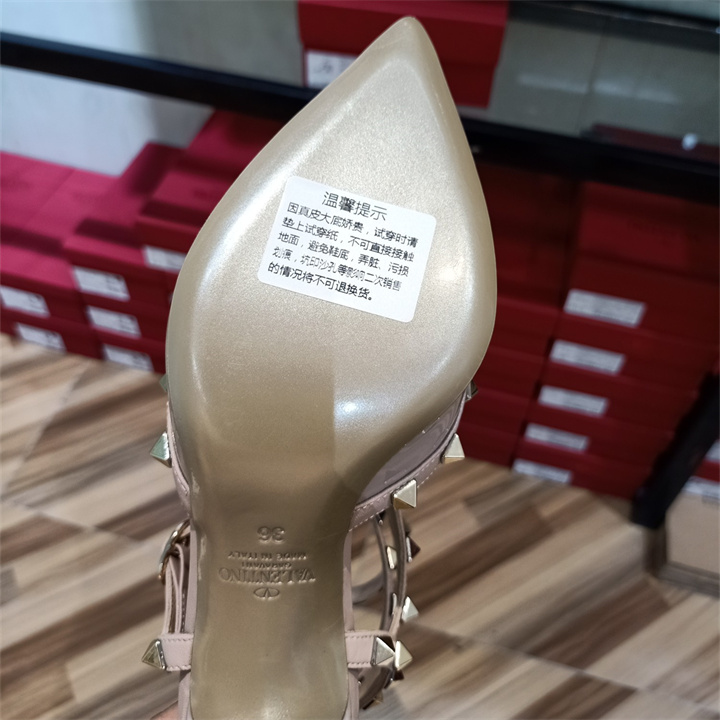 温馨提示
因真皮大底娇贵，试穿时请
垫上试穿纸，不可直接接触
地面，避免鞋底，弄脏、污损
划痕，坑印沙孔等影响二次销售
的情况将不可退换货。
36
MADE IN ITALY
GARAVANI
VALENTINO